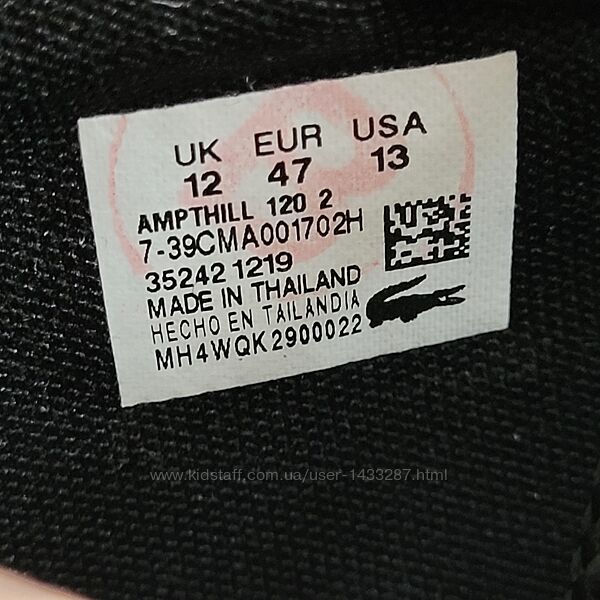 UK EUR USA
12 47 13
AMPTHILL 120 2
7-39CMA001702H
35242 1219
MADE IN THAILAND
HECHO EN TAILANDIA
MH4WQK2900022
www.kidstaff.com.ua/user-1433287.html